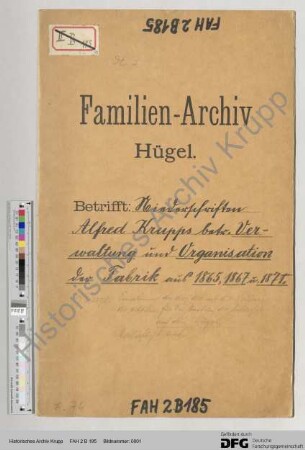 FAH 2 B 185
Familien-Archiv
Hügel.
Betrifft: Niederschriften
Alfred Krupps betr. Ver-
waltung und Organisation
der Fabrik aus 1865, 1867 u. 1871.
FAH 2 B 185
Historisches Archiv Krupp
Historisches Archiv Krupp FAH 2 B 185 Bildnummer: 0001
Gefördert durch
DFG Deutsche
Forschungsgemeinschaft